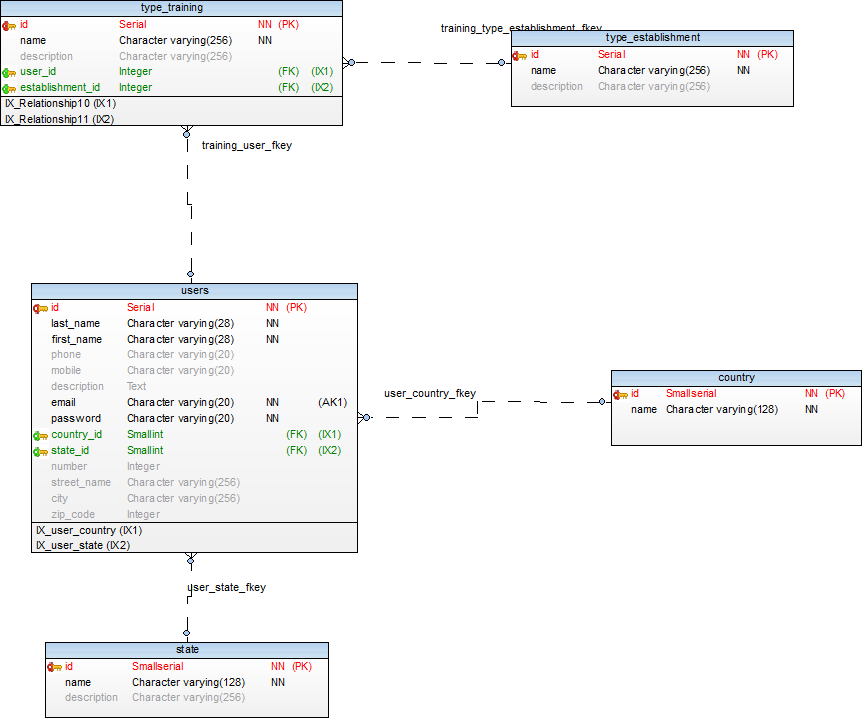 type_training
id Serial NN (PK)
name Character varying(256) NN
description Character varying(256)
user_id Integer (FK) (IX1)
establishment_id Integer (FK) (IX2)
IX_Relationship10 (IX1)
IX_Relationship11 (IX2)
training_type_establishment_fkey
type_establishment
id Serial NN (PK)
name Character varying(256) NN
description Character varying(256)
training_user_fkey
users
id Serial NN (PK)
last_name Character varying(28) NN
first_name Character varying(28) NN
phone Character varying(20)
mobile Character varying(20)
description Text
email Character varying(20) NN (AK1)
password Character varying(20) NN
country_id Smallint (FK) (IX1)
state_id Smallint (FK) (IX2)
number Integer
street_name Character varying(256)
city Character varying(256)
zip_code Integer
IX_user_country (IX1)
IX_user_state (IX2)
user_country_fkey
country
id Smallserial NN (PK)
name Character varying(128) NN
user_state_fkey
state
id Smallserial NN (PK)
name Character varying(128) NN
description Character varying(256)